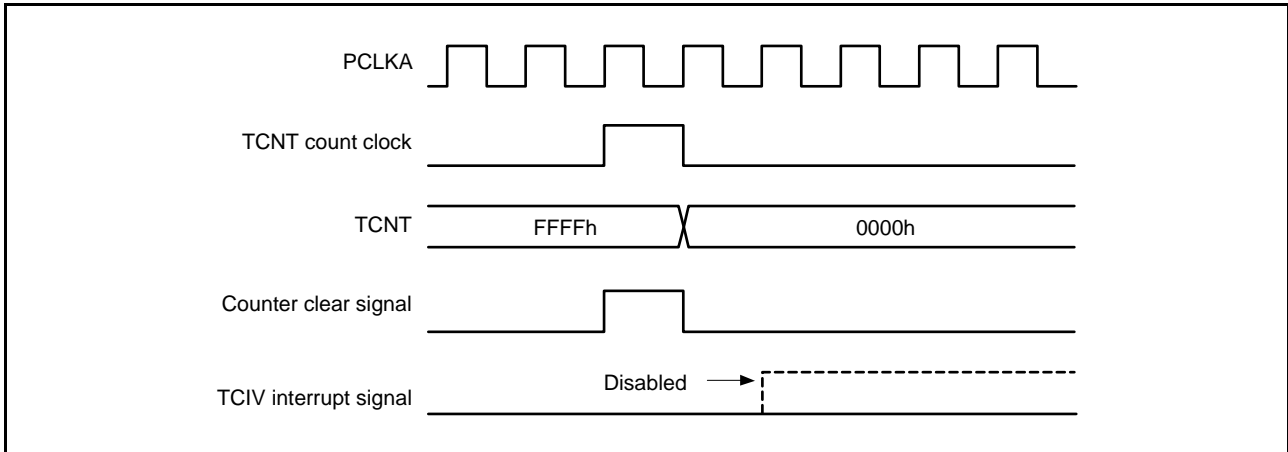 PCLKA
TCNT count clock
TCNT
FFFFh
0000h
Counter clear signal
Disabled
TCIV interrupt signal